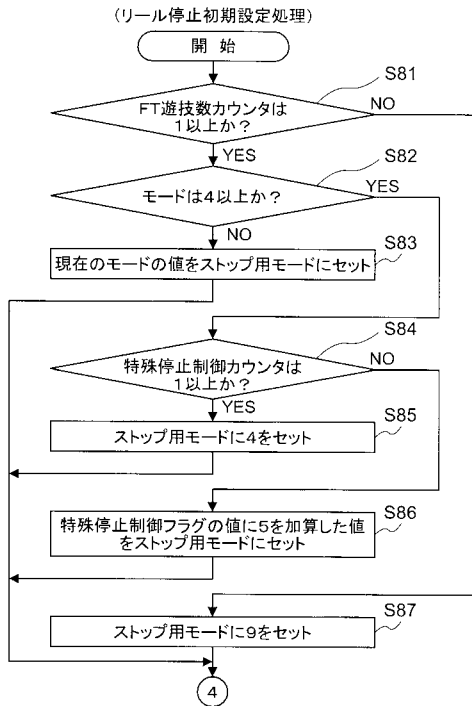 (リール停止初期設定処理)
開 始
S81
FT遊技数カウンタは
1以上か?
NO
YES
S82
モードは4以上か?
YES
NO
S83
現在のモードの値をストップ用モードにセット
S84
特殊停止制御カウンタは
1以上か?
NO
YES
S85
ストップ用モードに4をセット
S86
特殊停止制御フラグの値に5を加算した値
をストップ用モードにセット
S87
ストップ用モードに9をセット
4